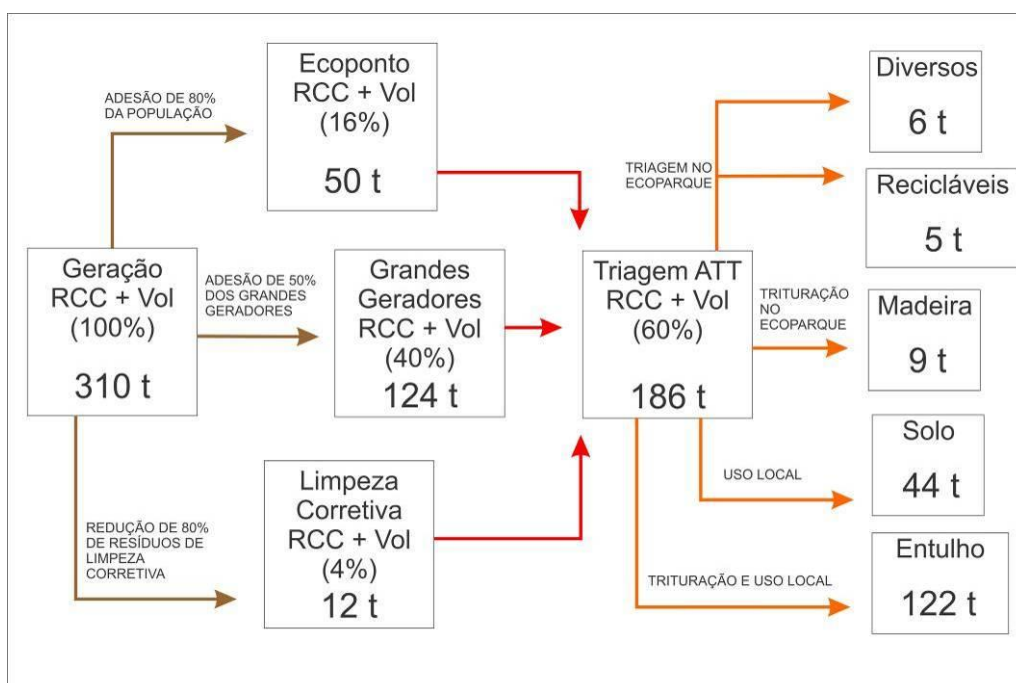 ADESÃO DE 80%
DA POPULAÇÃO
Ecoponto
RCC + Vol
(16%)
50 t
Geração
RCC + Vol
(100%)
310 t
ADESÃO DE 50%
DOS GRANDES
GERADORES
Grandes
Geradores
RCC + Vol
(40%)
124 t
REDUÇÃO DE 80%
DE RESÍDUOS DE
LIMPEZA
CORRETIVA
Limpeza
Corretiva
RCC + Vol
(4%)
12 t
Triagem ATT
RCC + Vol
(60%)
186 t
TRIAGEM NO
ECOPARQUE
Diversos
6 t
Recicláveis
5 t
TRITURAÇÃO
NO
ECOPARQUE
Madeira
9 t
USO LOCAL
Solo
44 t
TRITURAÇÃO E USO LOCAL
Entulho
122 t